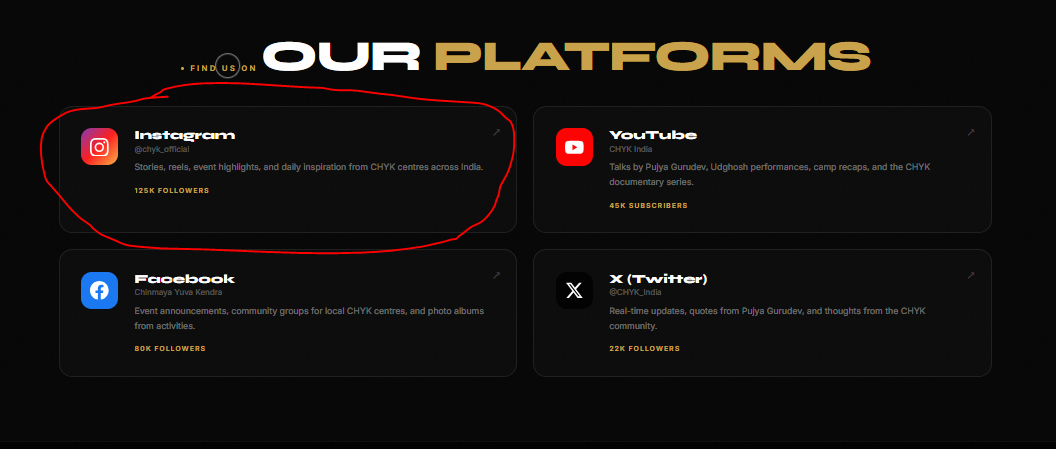 • FIND US ON OUR PLATFORMS
Instagram
@chyk_official
Stories, reels, event highlights, and daily inspiration from CHYK centres across India.
125K FOLLOWERS
YouTube
CHYK India
Talks by Pujya Gurudev, Udghosh performances, camp recaps, and the CHYK
documentary series.
45K SUBSCRIBERS
Facebook
Chinmaya Yuva Kendra
Event announcements, community groups for local CHYK centres, and photo albums
from activities.
80K FOLLOWERS
X (Twitter)
@CHYK_India
Real-time updates, quotes from Pujya Gurudev, and thoughts from the CHYK
community.
22K FOLLOWERS